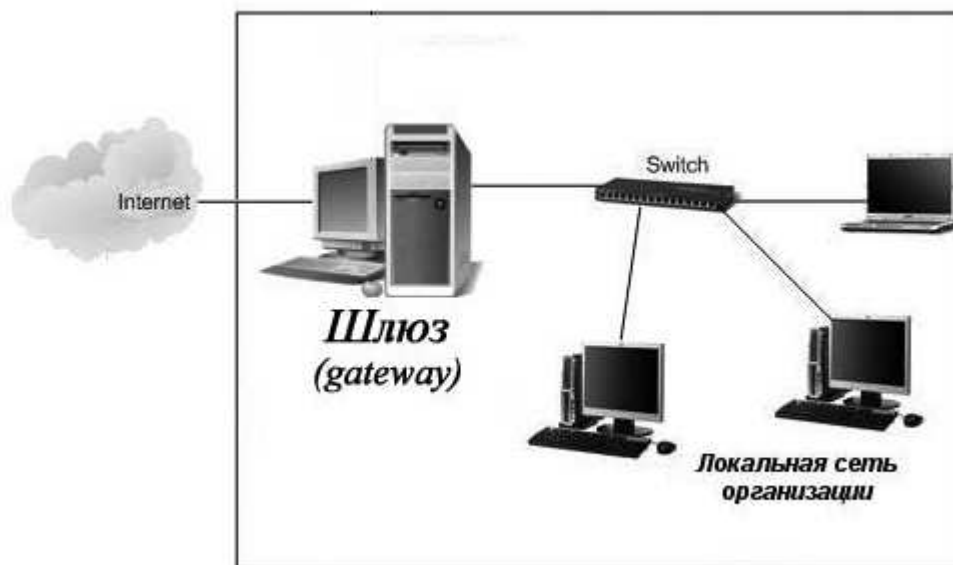 Internet
Switch
Шлюз
(gateway)
Локальная сеть
организации